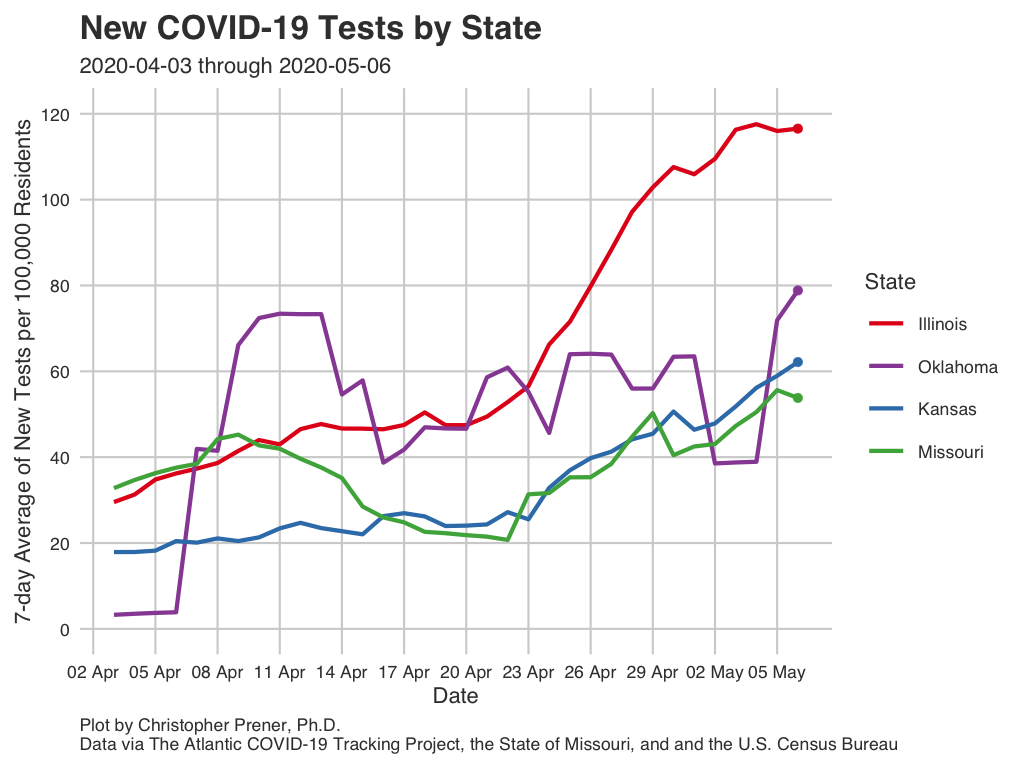 New COVID-19 Tests by State
2020-04-03 through 2020-05-06
7-day Average of New Tests per 100,000 Residents
120
100
80
60
40
20
0
02 Apr 05 Apr 08 Apr 11 Apr 14 Apr 17 Apr 20 Apr 23 Apr 26 Apr 29 Apr 02 May 05 May
Date
State
Illinois
Oklahoma
Kansas
Missouri
Plot by Christopher Prener, Ph.D.
Data via The Atlantic COVID-19 Tracking Project, the State of Missouri, and and the U.S. Census Bureau